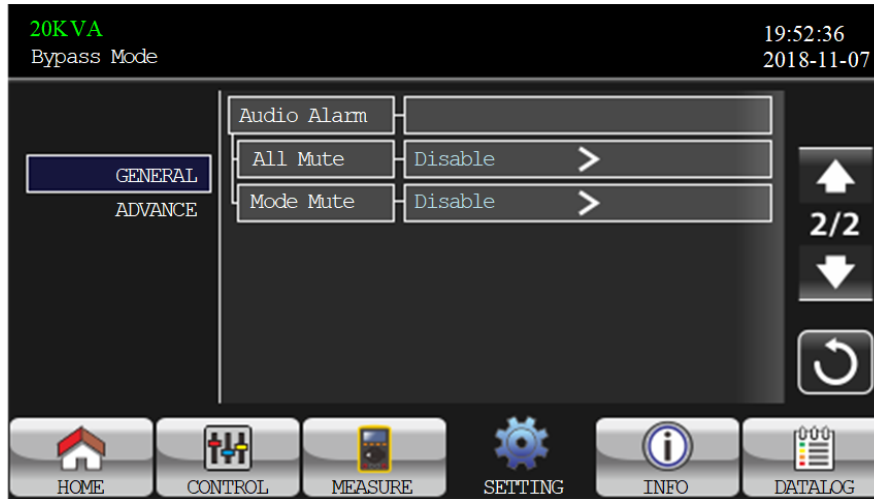 20KVA
19:52:36
Bypass Mode
2018-11-07
Audio Alarm
All Mute
Disable
GENERAL
Mode Mute
Disable
ADVANCE
2/2
HOME
CONTROL
MEASURE
SETTING
INFO
DATALOG